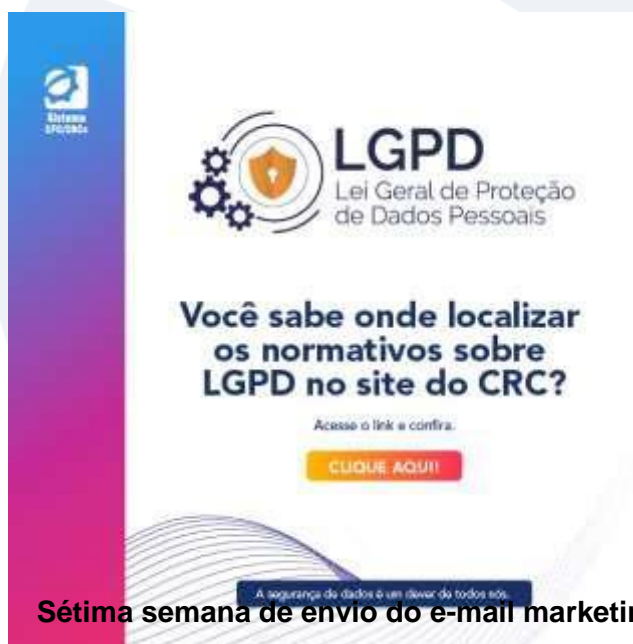 Sistema
CFC/CRCs
LGPD
Lei Geral de Proteção
de Dados Pessoais
Você sabe onde localizar
os normativos sobre
LGPD no site do CRC?
Acesse o link e confira.
CLIQUE AQUI!
A segurança de dados é um dever de todos nós.
Sétima semana de envio do e-mail marketin